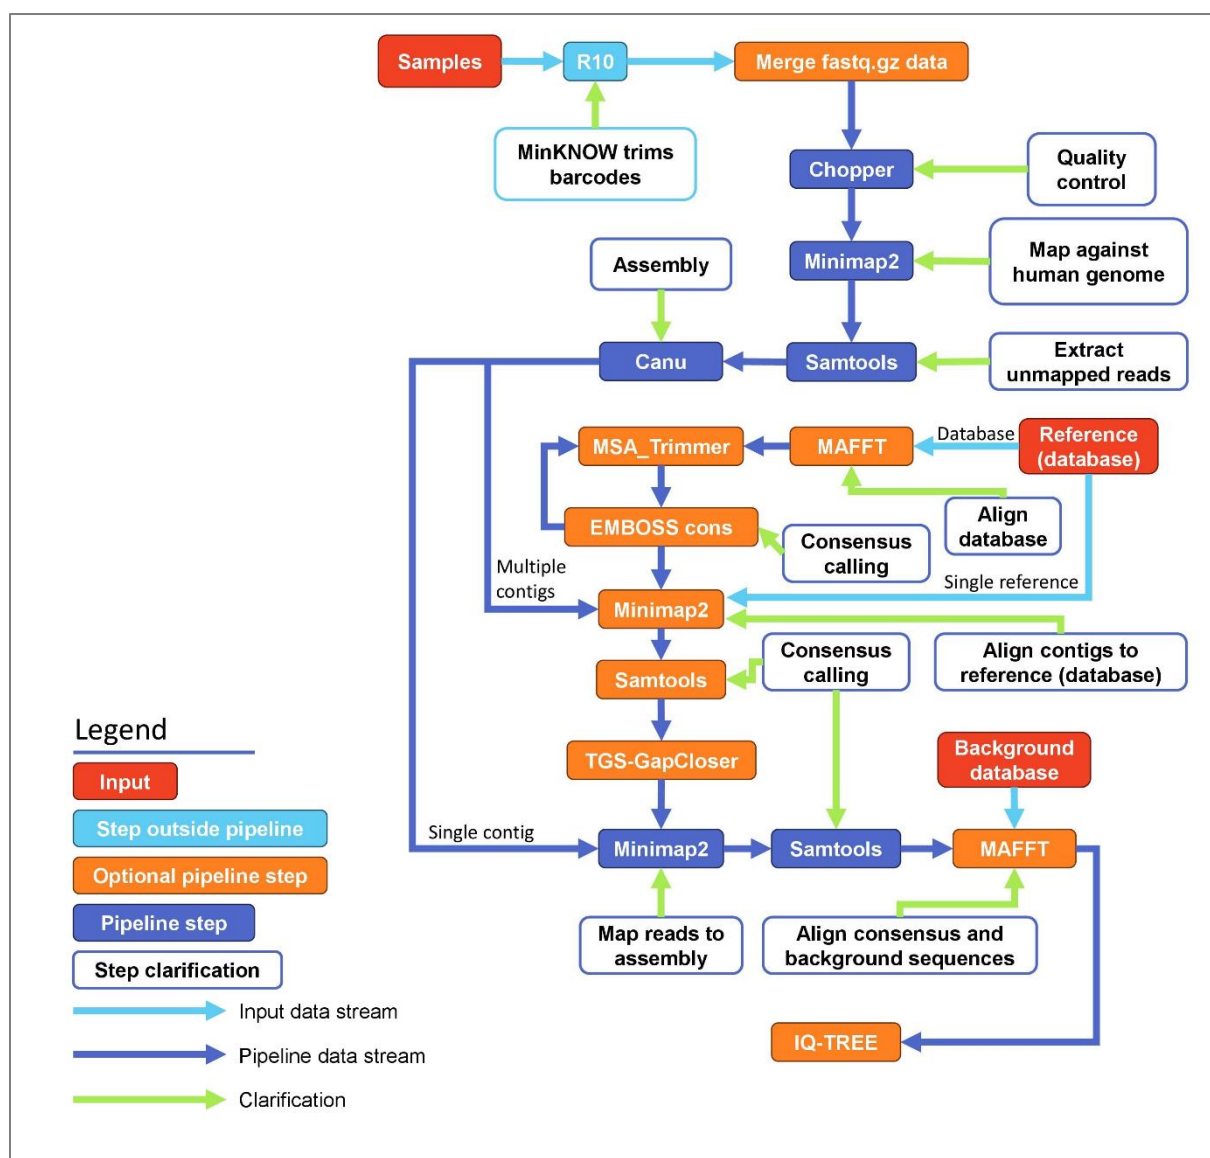 Samples
R10
Merge fastq.gz data
MinKNOW trims
barcodes
Chopper
Quality
control
Assembly
Minimap2
Map against
human genome
Canu
Samtools
Extract
unmapped reads
MSA_Trimmer
MAFFT
Database
Reference
(database)
Align
database
EMBOSS cons
Consensus
calling
Multiple
contigs
Single reference
Minimap2
Consensus
calling
Align contigs to
reference (database)
Samtools
TGS-GapCloser
Background
database
Single contig
Minimap2
Samtools
MAFFT
Map reads to
assembly
Align consensus and
background sequences
IQ-TREE
Legend
Input
Step outside pipeline
Optional pipeline step
Pipeline step
Step clarification
Input data stream
Pipeline data stream
Clarification